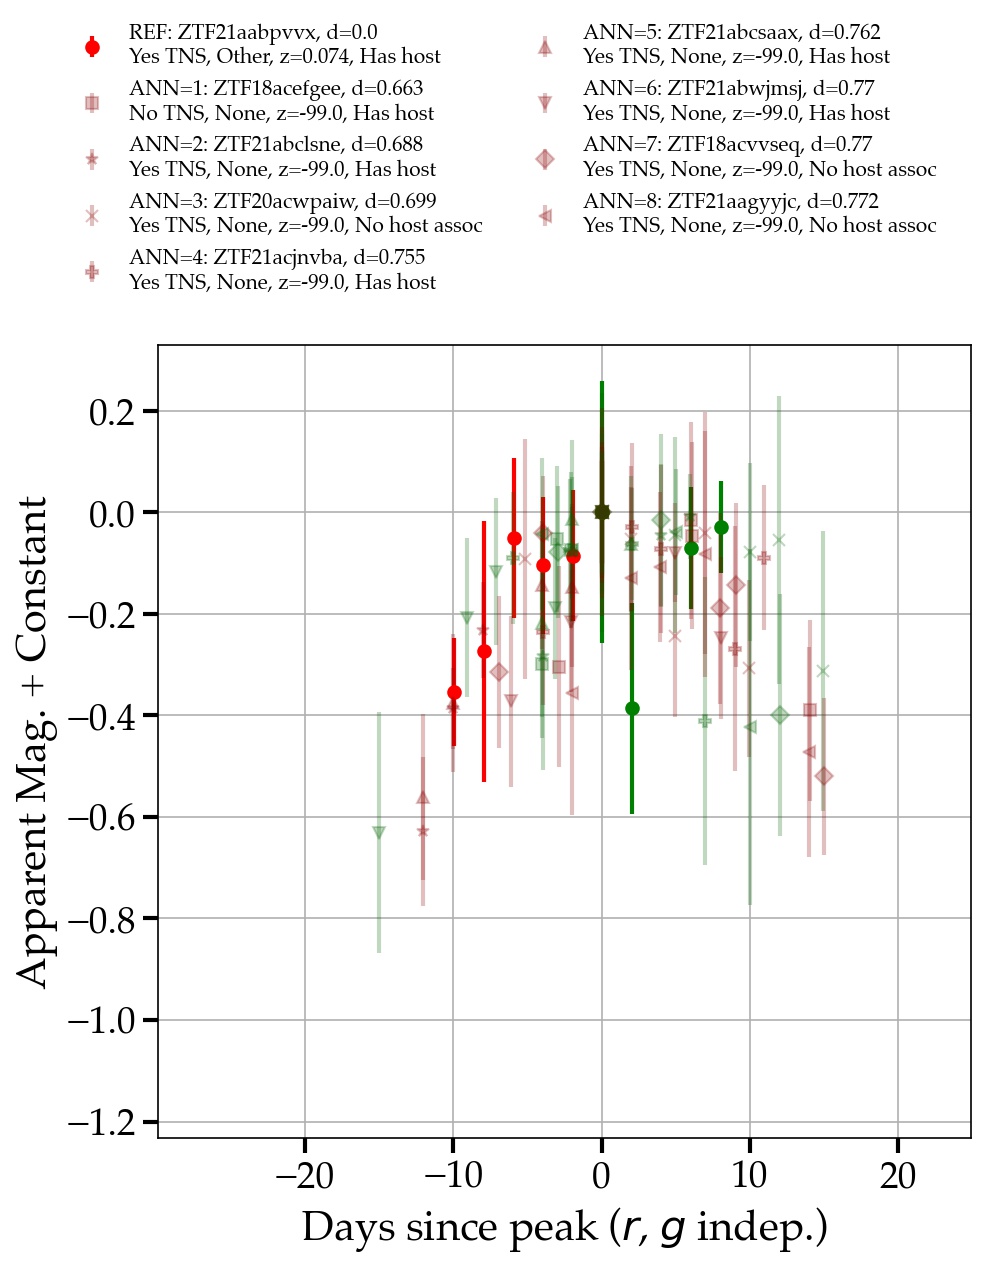 REF: ZTF21aabpvvx, d=0.0
Yes TNS, Other, z=0.074, Has host
ANN=1: ZTF18acefgee, d=0.663
No TNS, None, z=-99.0, Has host
ANN=2: ZTF21abclsne, d=0.688
Yes TNS, None, z=-99.0, Has host
ANN=3: ZTF20acwpaiw, d=0.699
Yes TNS, None, z=-99.0, No host assoc
ANN=4: ZTF21acjnvba, d=0.755
Yes TNS, None, z=-99.0, Has host
ANN=5: ZTF21abcsaax, d=0.762
Yes TNS, None, z=-99.0, Has host
ANN=6: ZTF21abwjmsj, d=0.77
Yes TNS, None, z=-99.0, Has host
ANN=7: ZTF18acvvseq, d=0.77
Yes TNS, None, z=-99.0, No host assoc
ANN=8: ZTF21aagyyjc, d=0.772
Yes TNS, None, z=-99.0, No host assoc
Apparent Mag. + Constant
0.2
0.0
−0.2
−0.4
−0.6
−0.8
−1.0
−1.2
−20
−10
0
10
20
Days since peak (r, g indep.)